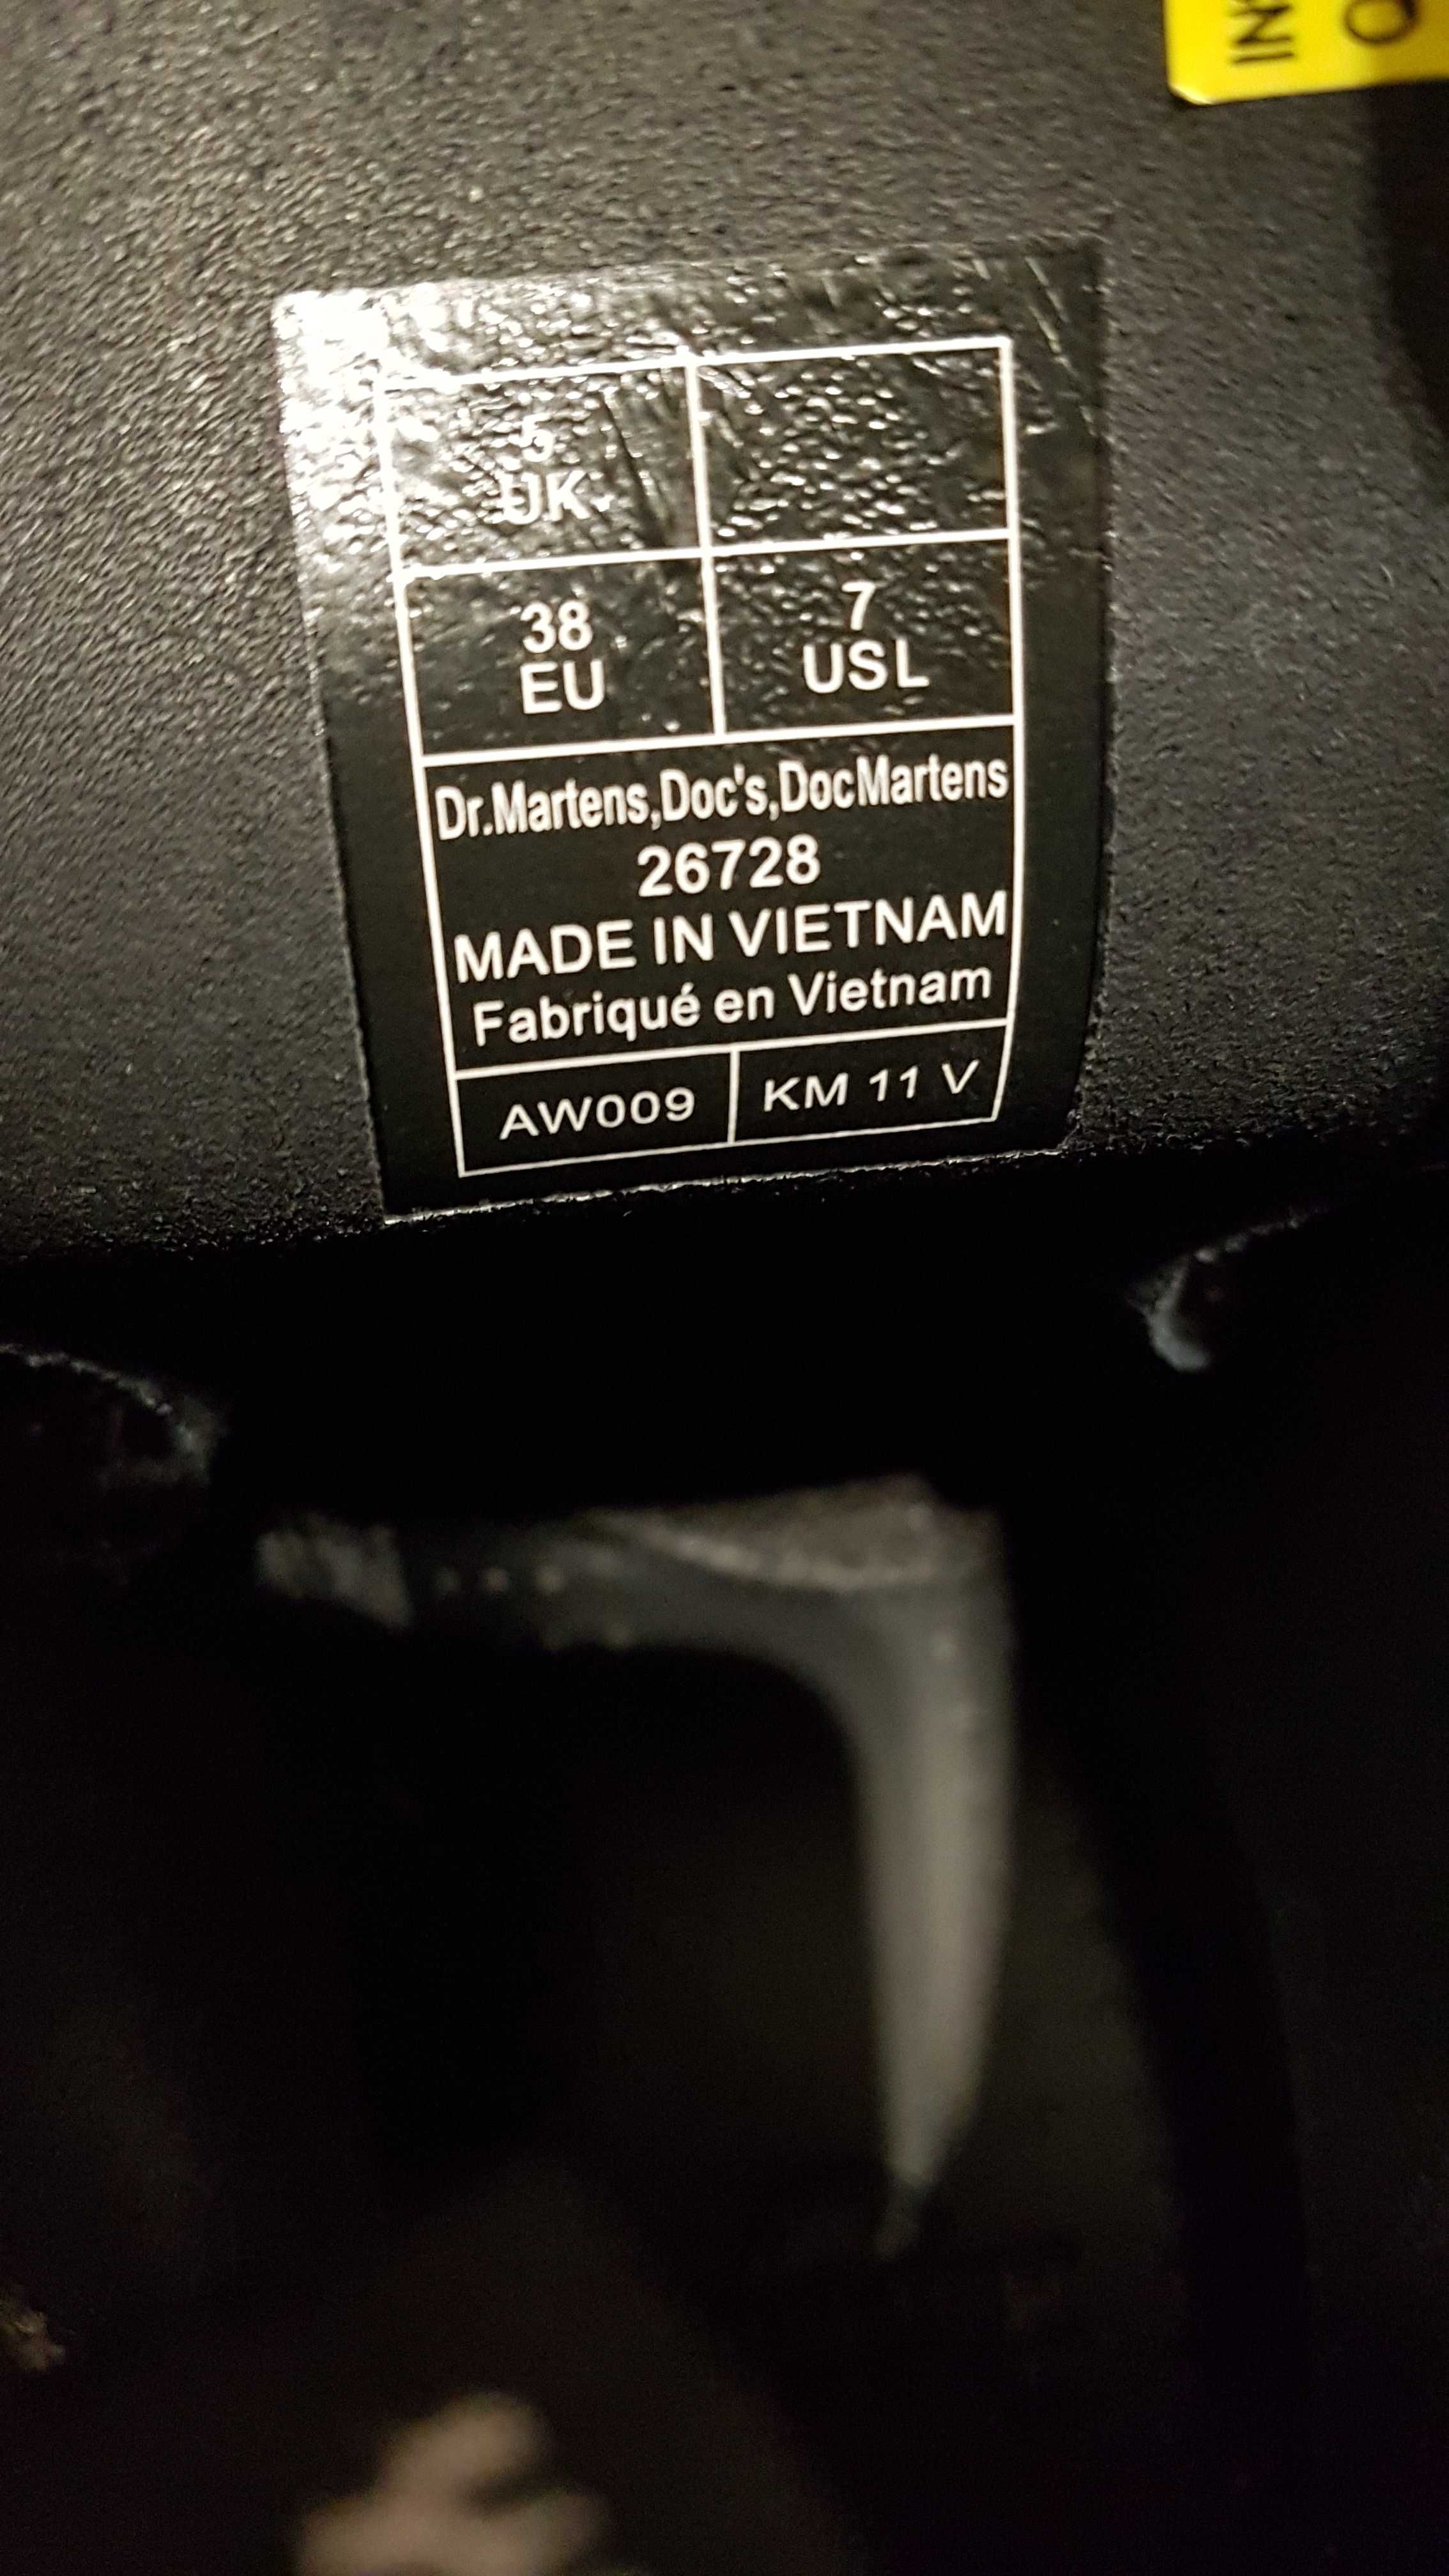 5
UK
38
EU
7
USL
Dr.Martens,Doc's,DocMartens
26728
MADE IN VIETNAM
Fabriqué en Vietnam
AW009
KM 11 V